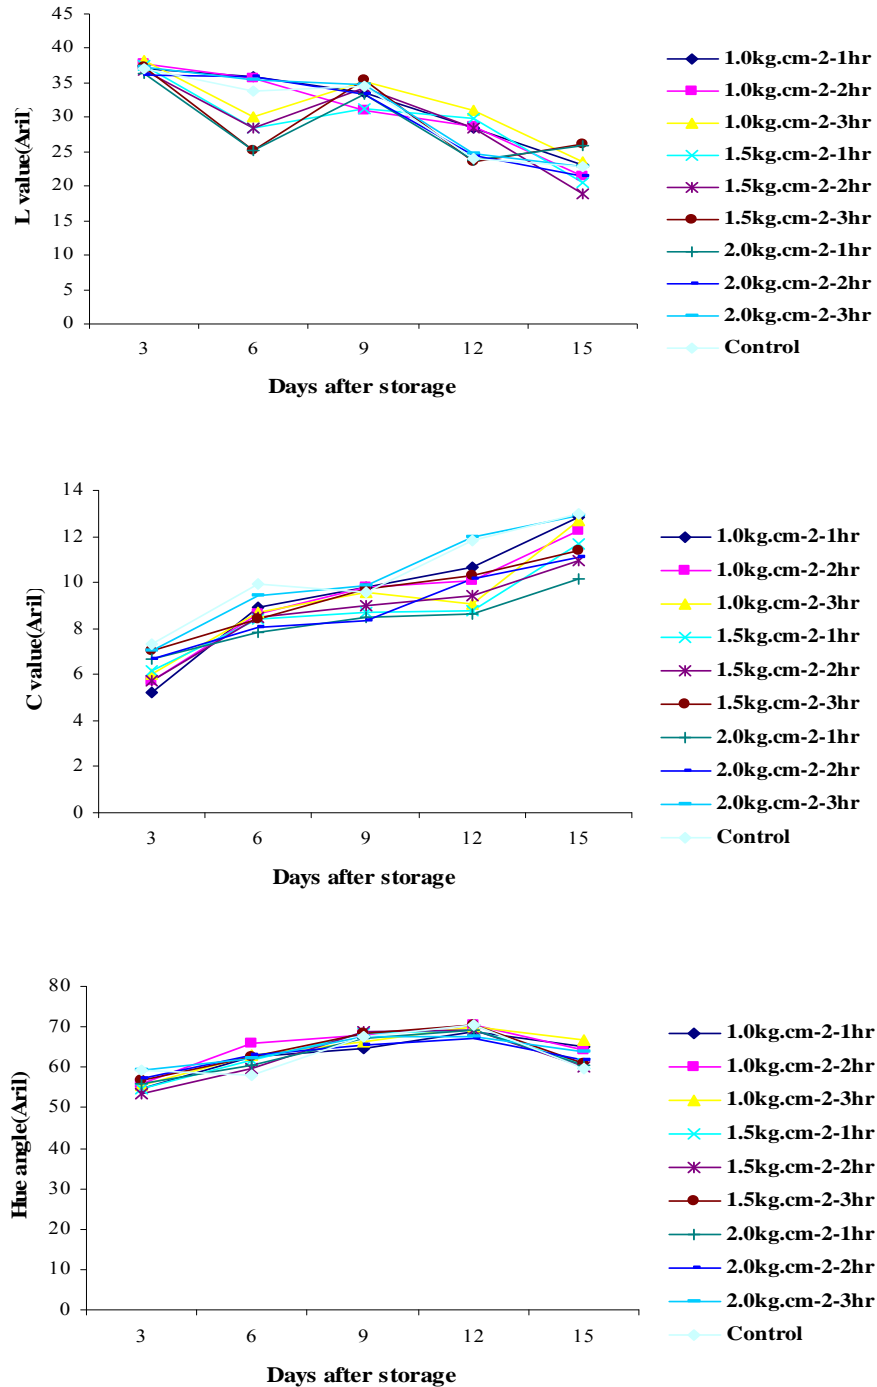 45
40
35
30
25
20
15
10
5
0
L value(Aril)
3 6 9 12 15
Days after storage
1.0kg.cm-2-1hr
1.0kg.cm-2-2hr
1.0kg.cm-2-3hr
1.5kg.cm-2-1hr
1.5kg.cm-2-2hr
1.5kg.cm-2-3hr
2.0kg.cm-2-1hr
2.0kg.cm-2-2hr
2.0kg.cm-2-3hr
Control
14
12
10
8
6
4
2
0
C value(Aril)
3 6 9 12 15
Days after storage
1.0kg.cm-2-1hr
1.0kg.cm-2-2hr
1.0kg.cm-2-3hr
1.5kg.cm-2-1hr
1.5kg.cm-2-2hr
1.5kg.cm-2-3hr
2.0kg.cm-2-1hr
2.0kg.cm-2-2hr
2.0kg.cm-2-3hr
Control
80
70
60
50
40
30
20
10
0
Hue angle(Aril)
3 6 9 12 15
Days after storage
1.0kg.cm-2-1hr
1.0kg.cm-2-2hr
1.0kg.cm-2-3hr
1.5kg.cm-2-1hr
1.5kg.cm-2-2hr
1.5kg.cm-2-3hr
2.0kg.cm-2-1hr
2.0kg.cm-2-2hr
2.0kg.cm-2-3hr
Control